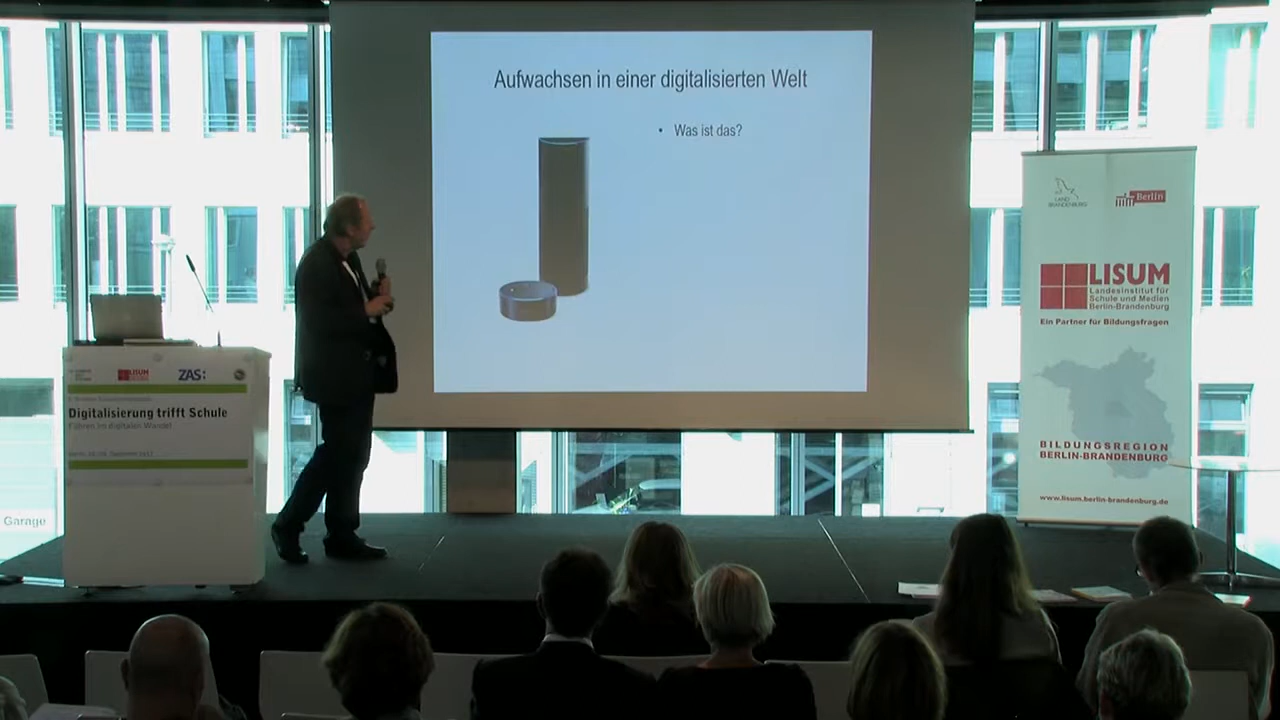 Aufwachsen in einer digitalisierten Welt
• Was ist das?
LAND
BRANDENBURG
Berlin
LISUM
Landesinstitut für
Schule und Medien
Berlin-Brandenburg
Ein Partner für Bildungsfragen
BILDUNGSREGION
BERLIN-BRANDENBURG
www.lisum.berlin-brandenburg.de
LISUM
ZAS:
Digitalisierung trifft Schule
Führen im digitalen Wandel
Garage